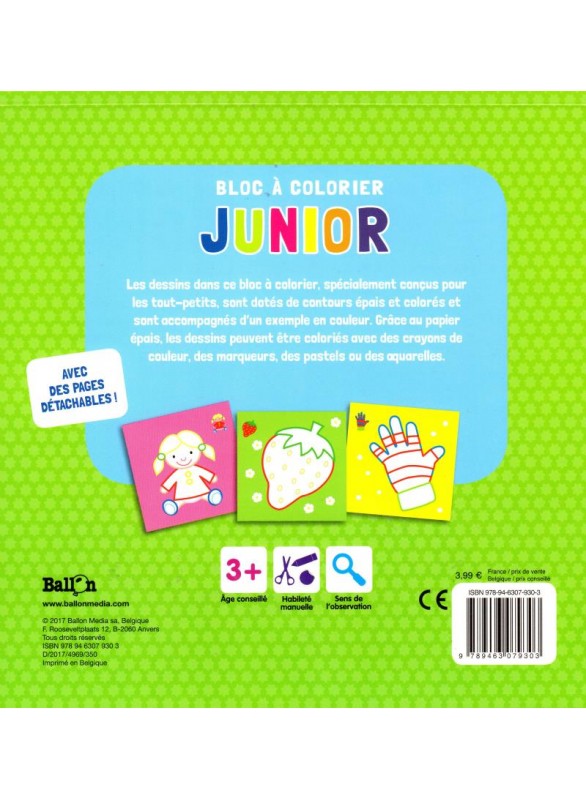 BLOC À COLORIER
JUNIOR
Les dessins dans ce bloc à colorier, spécialement conçus pour
les tout-petits, sont dotés de contours épais et colorés et
sont accompagnés d'un exemple en couleur. Grâce au papier
épais, les dessins peuvent être coloriés avec des crayons de
couleur, des marqueurs, des pastels ou des aquarelles.
AVEC
DES PAGES
DÉTACHABLES !
3+
Âge conseillé
Habileté
manuelle
Sens de
l'observation
Ballon
www.ballonmedia.com
© 2017 Ballon Media sa, Belgique
F. Rooseveltplaats 12, B-2060 Anvers
Tous droits réservés
ISBN 978 94 6307 930 3
D/2017/4969/350
Imprimé en Belgique
3,99 € France / prix de vente
Belgique / prix conseillé
CE
ISBN 978-94-6307-930-3
9 789463 079303